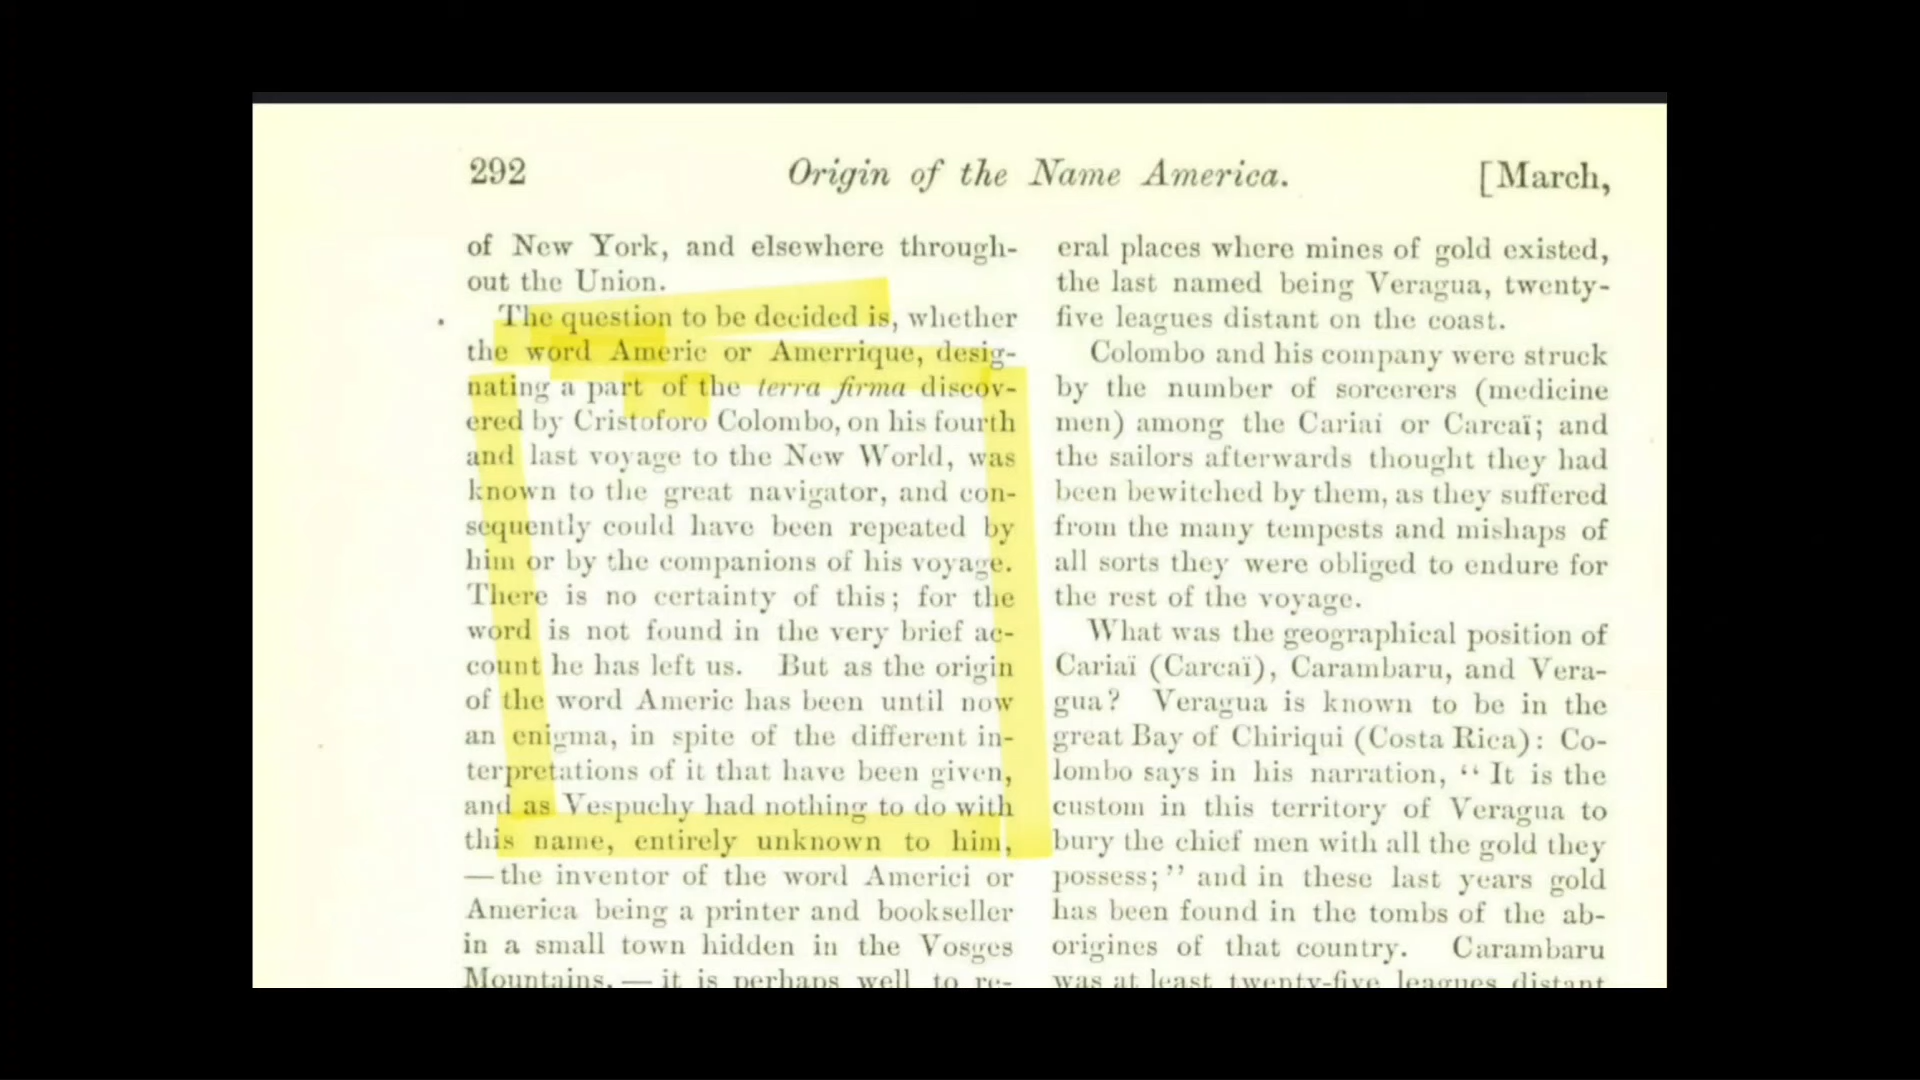 292 Origin of the Name America. [March,
of New York, and elsewhere through-
out the Union.
The question to be decided is, whether
the word Americ or Amerrique, desig-
nating a part of the terra firma discov-
ered by Cristoforo Colombo, on his fourth
and last voyage to the New World, was
known to the great navigator, and con-
sequently could have been repeated by
him or by the companions of his voyage.
There is no certainty of this; for the
word is not found in the very brief ac-
count he has left us. But as the origin
of the word Americ has been until now
an enigma, in spite of the different in-
terpretations of it that have been given,
and as Vespuchy had nothing to do with
this name, entirely unknown to him,
—the inventor of the word Americi or
America being a printer and bookseller
in a small town hidden in the Vosges
Mountains,— it is perhaps well to re-
eral places where mines of gold existed,
the last named being Veragua, twenty-
five leagues distant on the coast.
Colombo and his company were struck
by the number of sorcerers (medicine
men) among the Cariai or Carcaï; and
the sailors afterwards thought they had
been bewitched by them, as they suffered
from the many tempests and mishaps of
all sorts they were obliged to endure for
the rest of the voyage.
What was the geographical position of
Cariaï (Carcaï), Carambaru, and Vera-
gua? Veragua is known to be in the
great Bay of Chiriqui (Costa Rica): Co-
lombo says in his narration, “ It is the
custom in this territory of Veragua to
bury the chief men with all the gold they
possess;” and in these last years gold
has been found in the tombs of the ab-
origines of that country. Carambaru
was at least twenty-five leagues distant